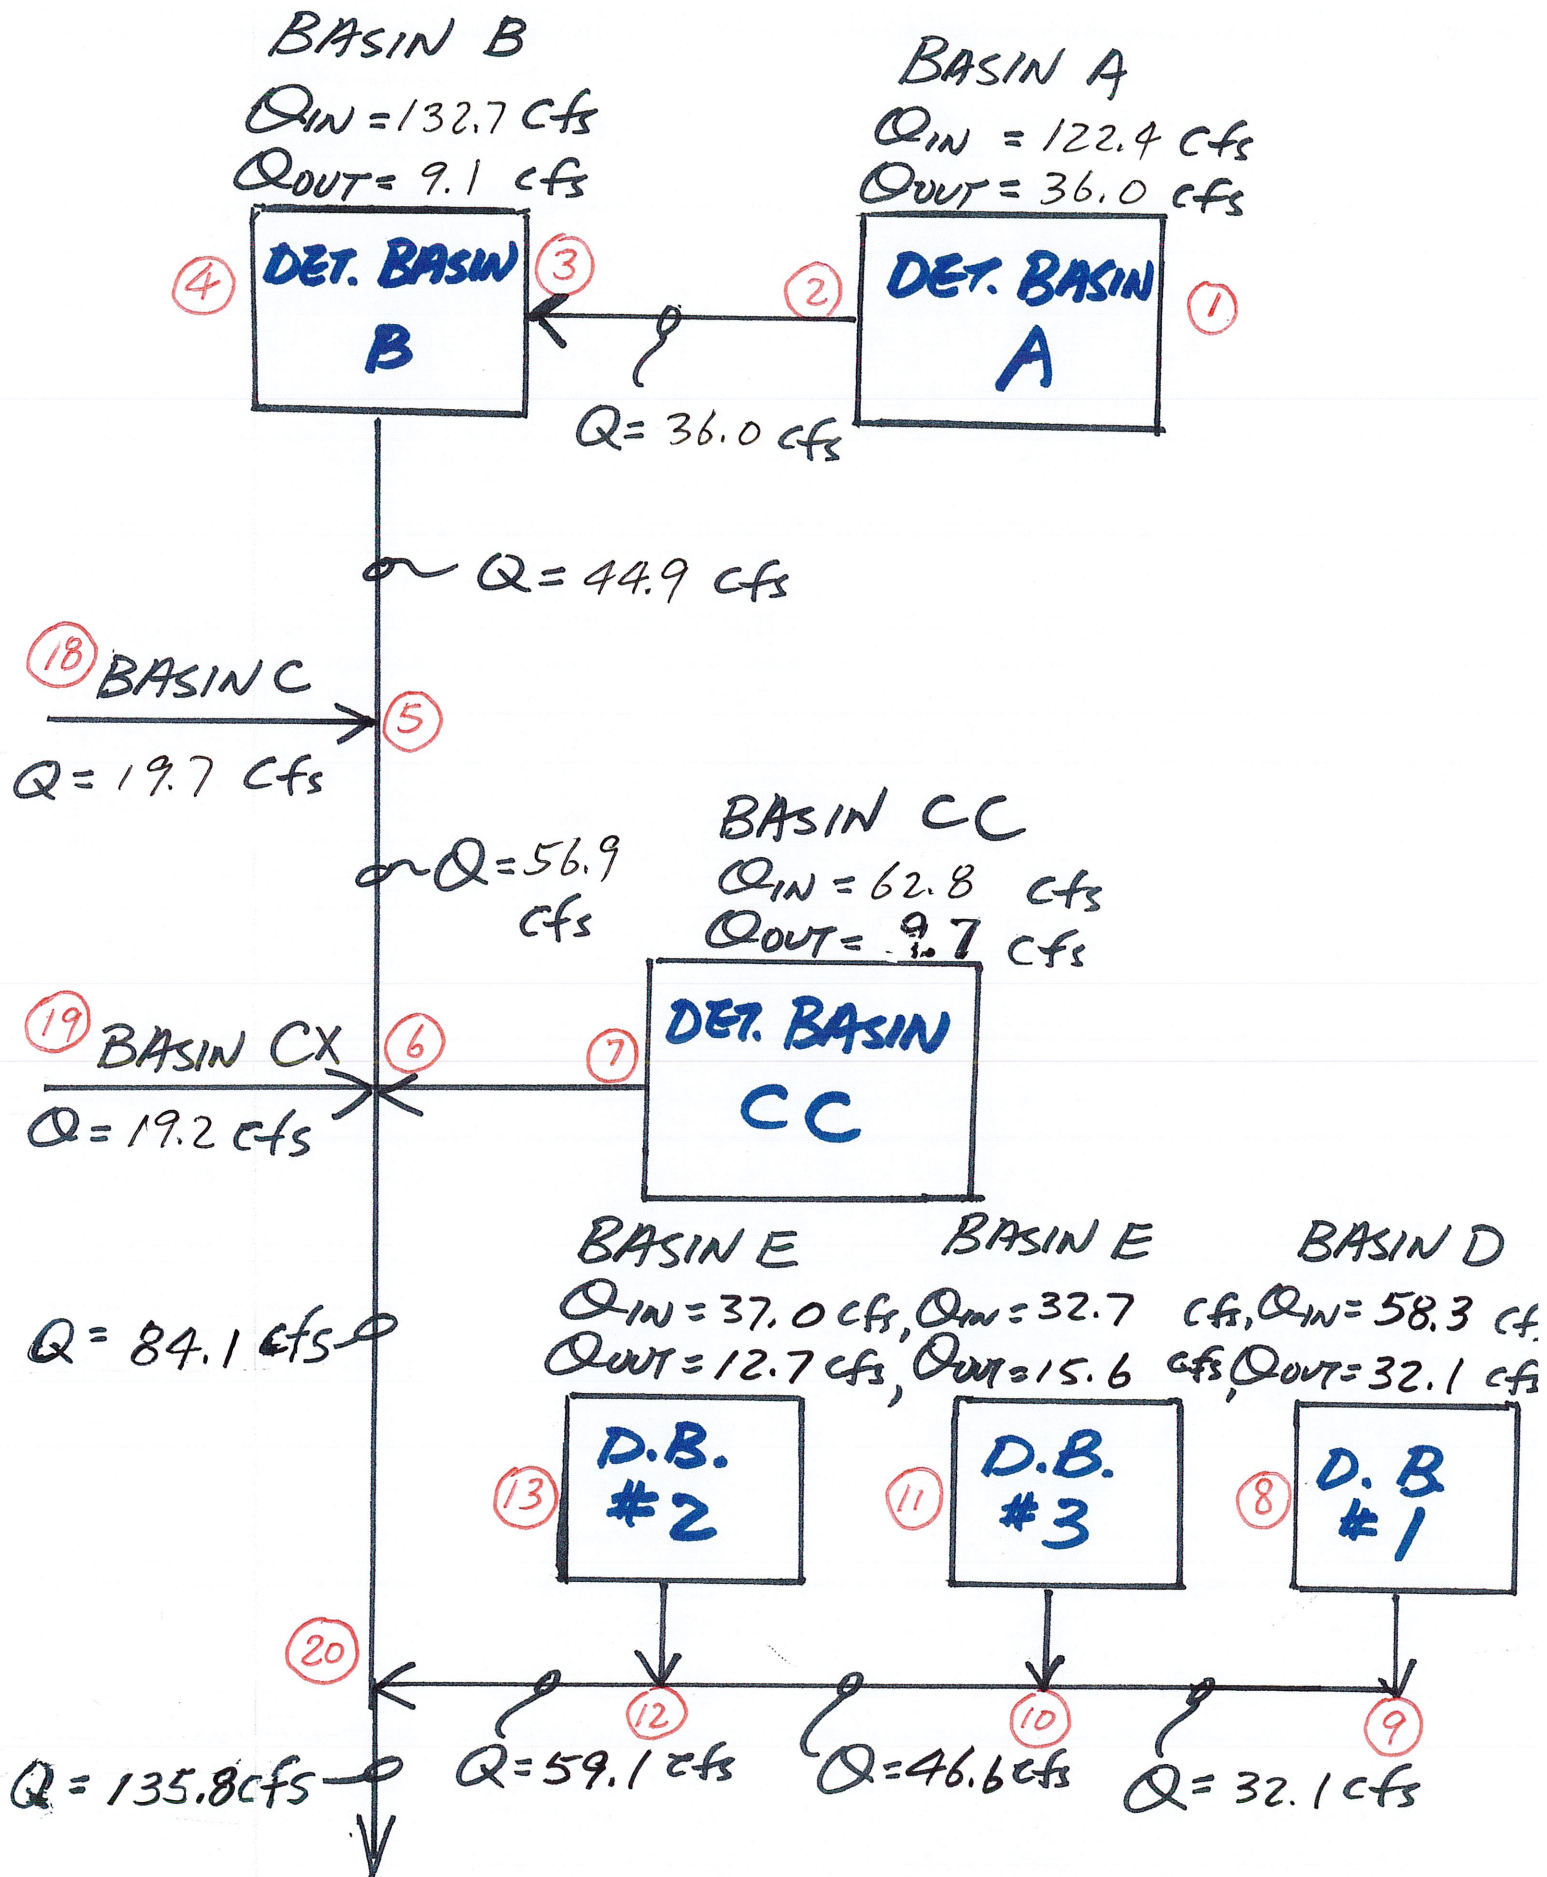 BASIN B
QIN = 132.7 cfs
QOUT = 9.1 cfs
BASIN A
QIN = 122.4 cfs
QOUT = 36.0 cfs
4
DET. BASIN
B
3
2
DET. BASIN
A
1
Q = 36.0 cfs
Q = 44.9 cfs
18
BASIN C
5
Q = 19.7 cfs
Q = 56.9
cfs
BASIN CC
QIN = 62.8 cfs
QOUT = 9.7 cfs
19
BASIN CX
6
7
DET. BASIN
CC
Q = 19.2 cfs
BASIN E
QIN = 37.0 cfs,
QOUT = 12.7 cfs,
BASIN E
QIN = 32.7 cfs,
QOUT = 15.6 cfs,
BASIN D
QIN = 58.3 cf
QOUT = 32.1 cfs
Q = 84.1 cfs
13
D.B.
#2
11
D.B.
#3
8
D.B.
#1
20
12
10
9
Q = 59.1 cfs
Q = 46.6 cfs
Q = 32.1 cfs
Q = 135.8 cfs